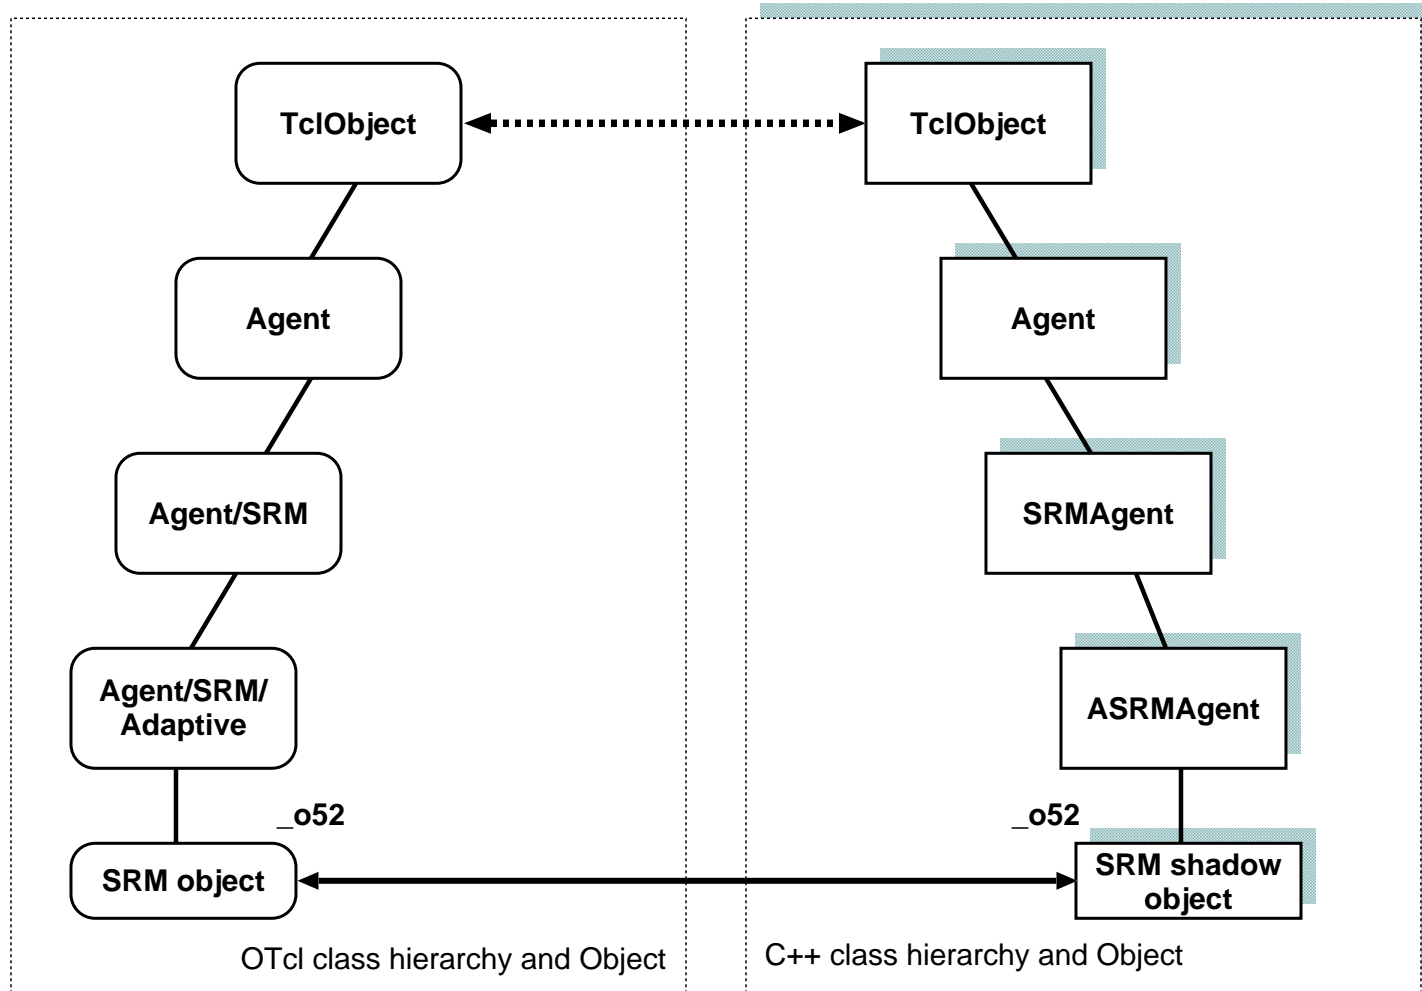 TclObject
TclObject
Agent
Agent
Agent/SRM
SRMAgent
Agent/SRM/
Adaptive
ASRMAgent
_o52
_o52
SRM object
SRM shadow
object
OTcl class hierarchy and Object
C++ class hierarchy and Object